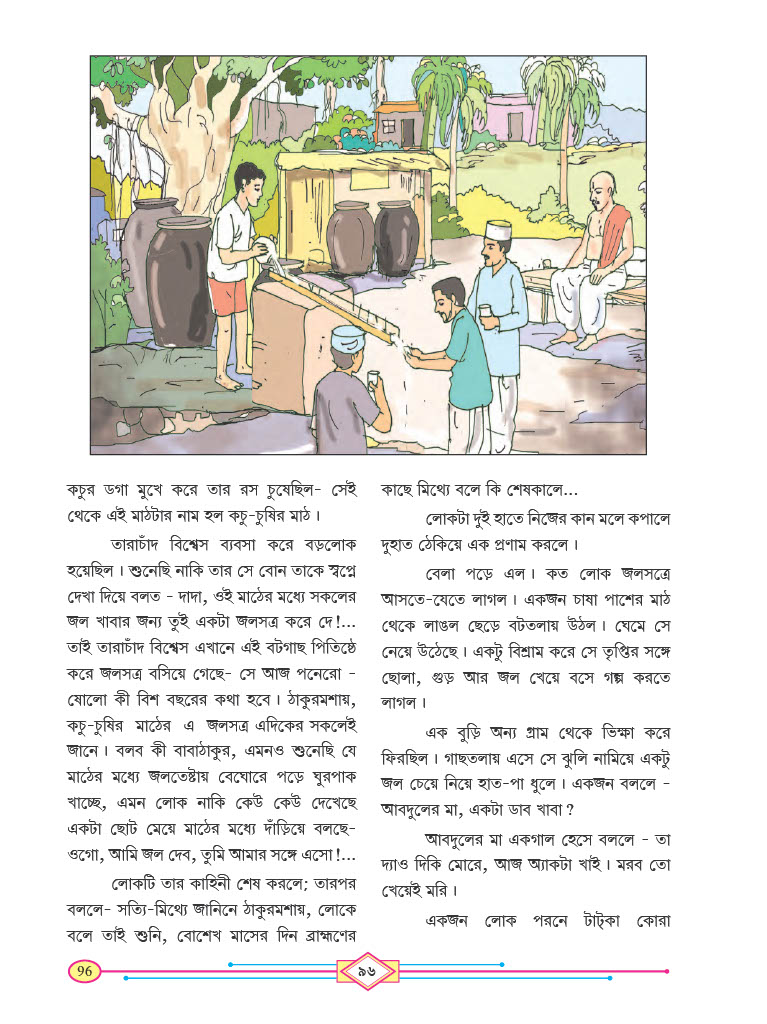 কচুর ডগা মুখে করে তার রস চুষেছিল- সেই
থেকে এই মাঠটার নাম হল কচু-চুষির মাঠ।
তারাচাঁদ বিশ্বেস ব্যবসা করে বড়লোক
হয়েছিল। শুনেছি নাকি তার সে বোন তাকে স্বপ্নে
দেখা দিয়ে বলত - দাদা, ওই মাঠের মধ্যে সকলের
জল খাবার জন্য তুই একটা জলসত্র করে দে!...
তাই তারাচাঁদ বিশ্বেস এখানে এই বটগাছ পিতিষ্ঠে
করে জলসত্র বসিয়ে গেছে- সে আজ পনেরো -
ষোলো কী বিশ বছরের কথা হবে। ঠাকুরমশায়,
কচু-চুষির মাঠের এ জলসত্র এদিকের সকলেই
জানে। বলব কী বাবাঠাকুর, এমনও শুনেছি যে
মাঠের মধ্যে জলতেষ্টায় বেঘোরে পড়ে ঘুরপাক
খাচ্ছে, এমন লোক নাকি কেউ কেউ দেখেছে
একটা ছোট মেয়ে মাঠের মধ্যে দাঁড়িয়ে বলছে-
ওগো, আমি জল দেব, তুমি আমার সঙ্গে এসো!...
লোকটি তার কাহিনী শেষ করলে: তারপর
বললে- সত্যি-মিথ্যে জানিনে ঠাকুরমশায়, লোকে
বলে তাই শুনি, বোশেখ মাসের দিন ব্রাহ্মণের
কাছে মিথ্যে বলে কি শেষকালে...
লোকটা দুই হাতে নিজের কান মলে কপালে
দুহাত ঠেকিয়ে এক প্রণাম করলে।
বেলা পড়ে এল। কত লোক জলসত্রে
আসতে-যেতে লাগল। একজন চাষা পাশের মাঠ
থেকে লাঙল ছেড়ে বটতলায় উঠল। ঘেমে সে
নেয়ে উঠেছে। একটু বিশ্রাম করে সে তৃপ্তির সঙ্গে
ছোলা, গুড় আর জল খেয়ে বসে গল্প করতে
লাগল।
এক বুড়ি অন্য গ্রাম থেকে ভিক্ষা করে
ফিরছিল। গাছতলায় এসে সে ঝুলি নামিয়ে একটু
জল চেয়ে নিয়ে হাত-পা ধুলে। একজন বললে -
আবদুলের মা, একটা ডাব খাবা?
আবদুলের মা একগাল হেসে বললে - তা
দ্যাও দিকি মোরে, আজ অ্যাকটা খাই। মরব তো
খেয়েই মরি।
একজন লোক পরনে টাট্‌কা কোরা
96
৯৬